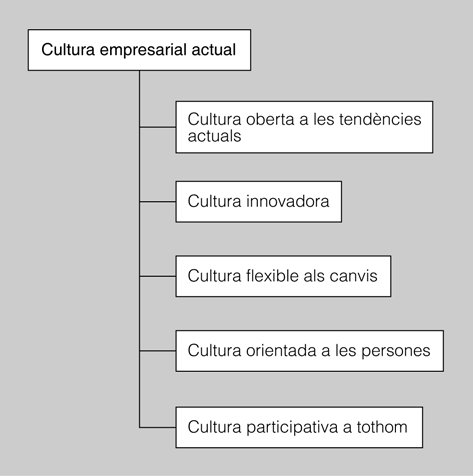 Cultura empresarial actual
Cultura oberta a les tendències
actuals
Cultura innovadora
Cultura flexible als canvis
Cultura orientada a les persones
Cultura participativa a tothom